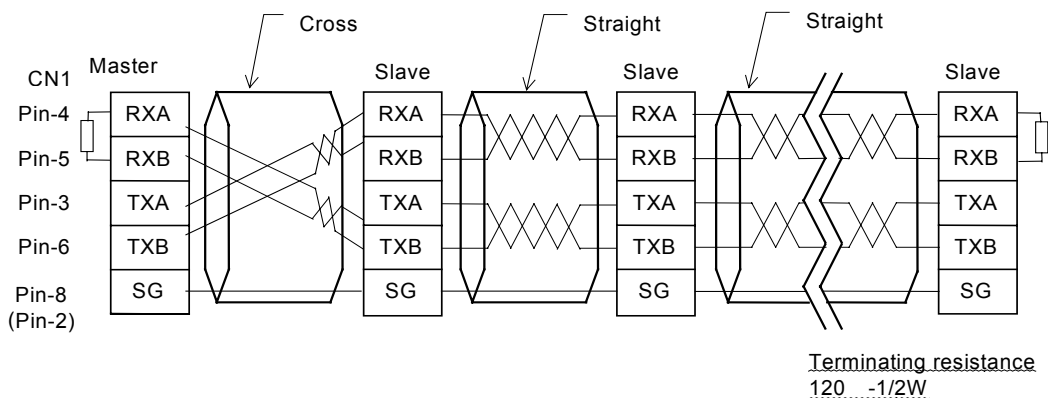 Cross
Straight
Straight
CN1
Master
Slave
Slave
Slave
Pin-4
RXA
RXA
RXA
RXA
Pin-5
RXB
RXB
RXB
RXB
Pin-3
TXA
TXA
TXA
TXA
Pin-6
TXB
TXB
TXB
TXB
Pin-8
SG
SG
SG
SG
(Pin-2)
Terminating resistance
120 -1/2W